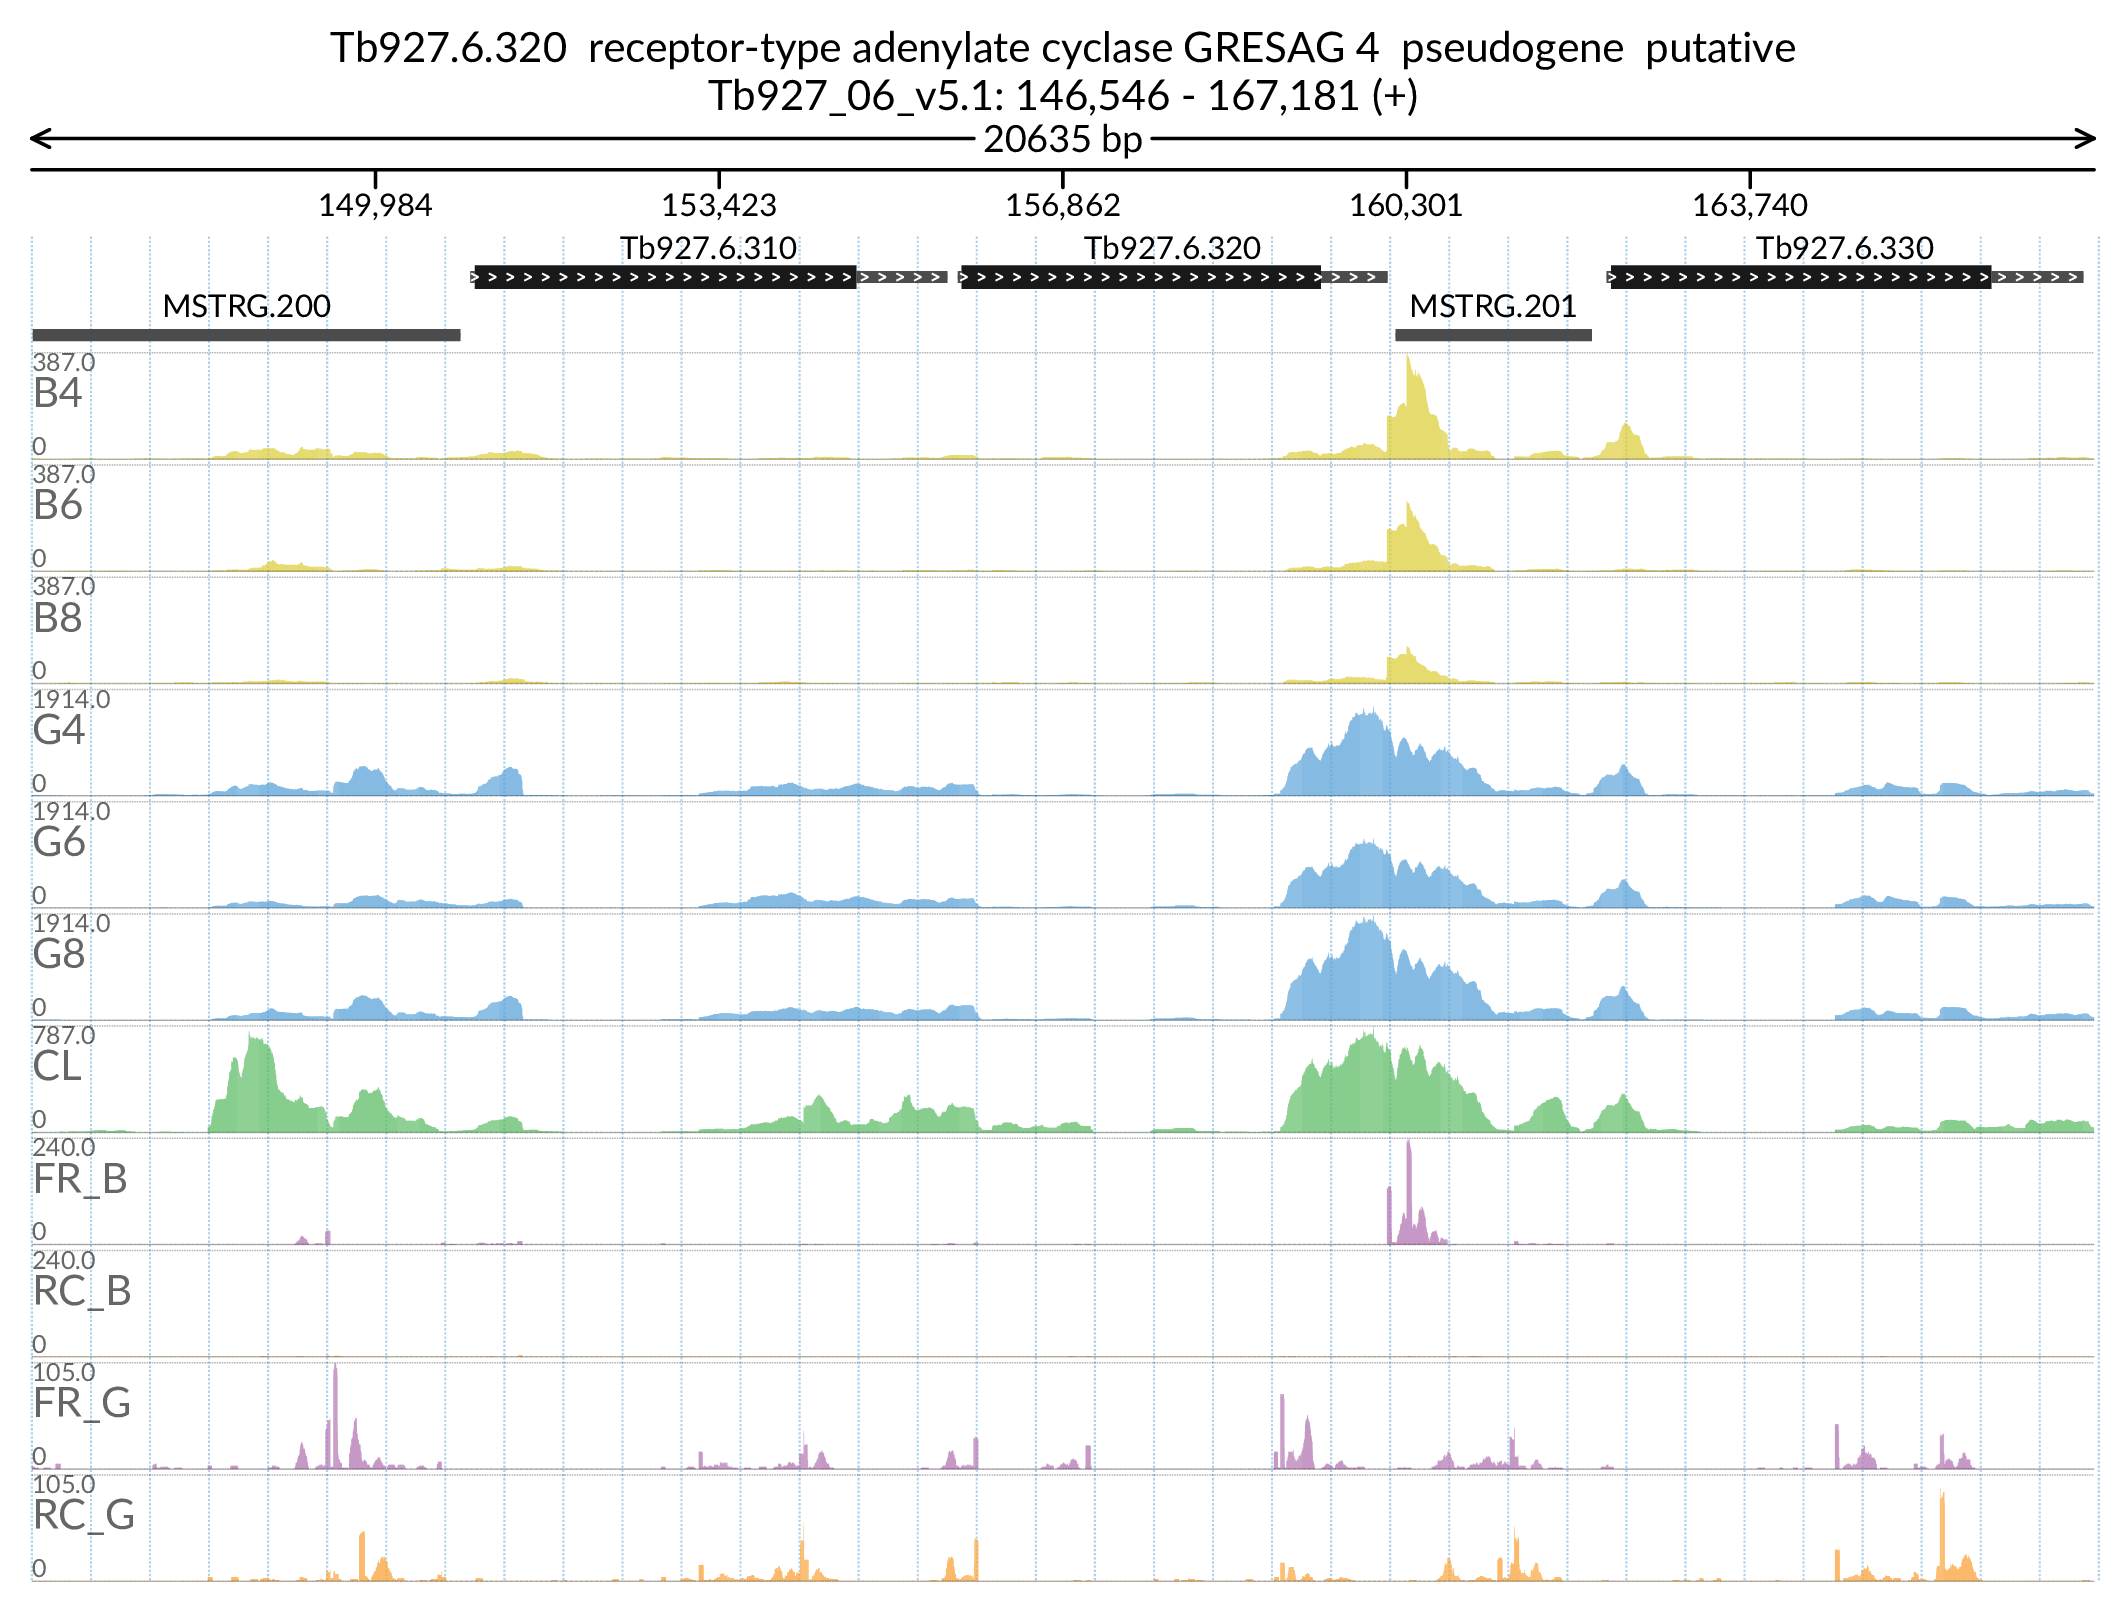 Tb927.6.320 receptor-type adenylate cyclase GRESAG 4 pseudogene putative
Tb927_06_v5.1: 146,546 - 167,181 (+)
20635 bp
149,984 153,423 156,862 160,301 163,740
Tb927.6.310 Tb927.6.320 Tb927.6.330
MSTRG.200 MSTRG.201
387.0
B4
0
387.0
B6
0
387.0
B8
0
1914.0
G4
0
1914.0
G6
0
1914.0
G8
0
787.0
CL
0
240.0
FR_B
0
240.0
RC_B
0
105.0
FR_G
0
105.0
RC_G
0